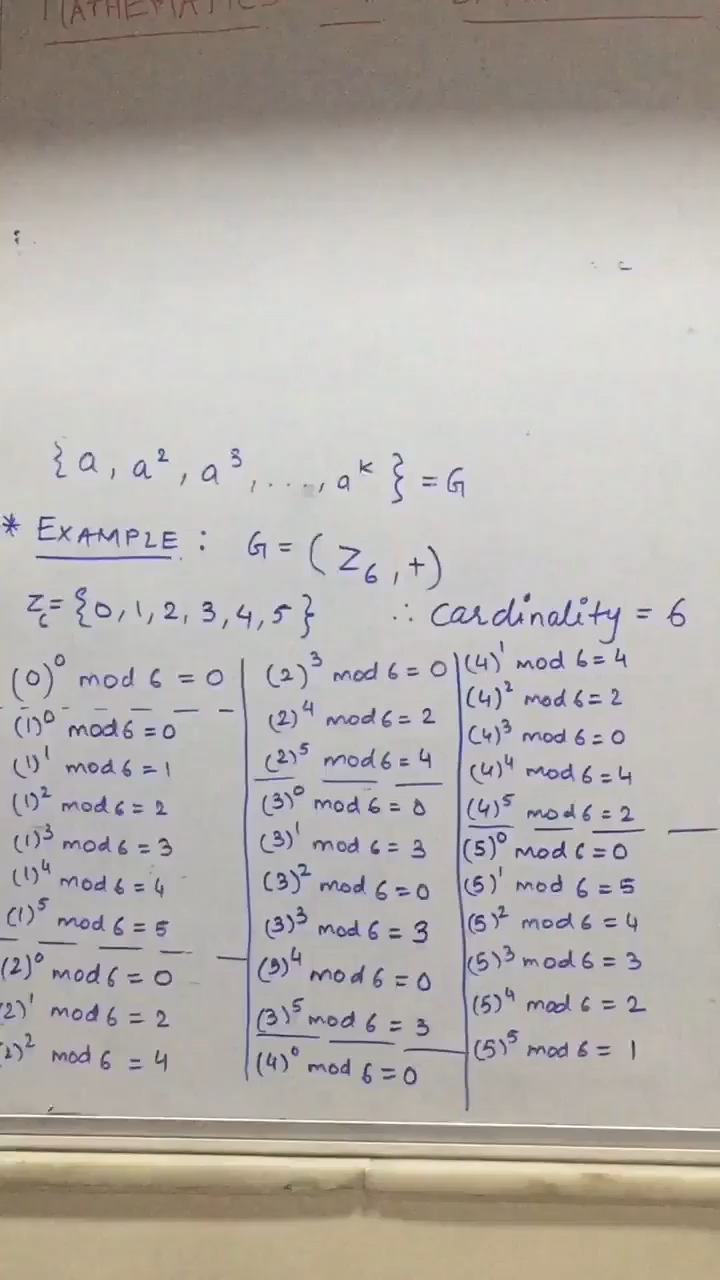 MATHEMATICS
{a, a², a³, ...., aᵏ} = G
* EXAMPLE : G = (Z₆, +)
Z₆ = {0, 1, 2, 3, 4, 5} ∴ cardinality = 6
(0)⁰ mod 6 = 0
(1)⁰ mod 6 = 0
(1)¹ mod 6 = 1
(1)² mod 6 = 2
(1)³ mod 6 = 3
(1)⁴ mod 6 = 4
(1)⁵ mod 6 = 5
(2)⁰ mod 6 = 0
(2)¹ mod 6 = 2
(2)² mod 6 = 4
(2)³ mod 6 = 0
(2)⁴ mod 6 = 2
(2)⁵ mod 6 = 4
(3)⁰ mod 6 = 0
(3)¹ mod 6 = 3
(3)² mod 6 = 0
(3)³ mod 6 = 3
(3)⁴ mod 6 = 0
(3)⁵ mod 6 = 3
(4)⁰ mod 6 = 0
(4)¹ mod 6 = 4
(4)² mod 6 = 2
(4)³ mod 6 = 0
(4)⁴ mod 6 = 4
(4)⁵ mod 6 = 2
(5)⁰ mod 6 = 0
(5)¹ mod 6 = 5
(5)² mod 6 = 4
(5)³ mod 6 = 3
(5)⁴ mod 6 = 2
(5)⁵ mod 6 = 1